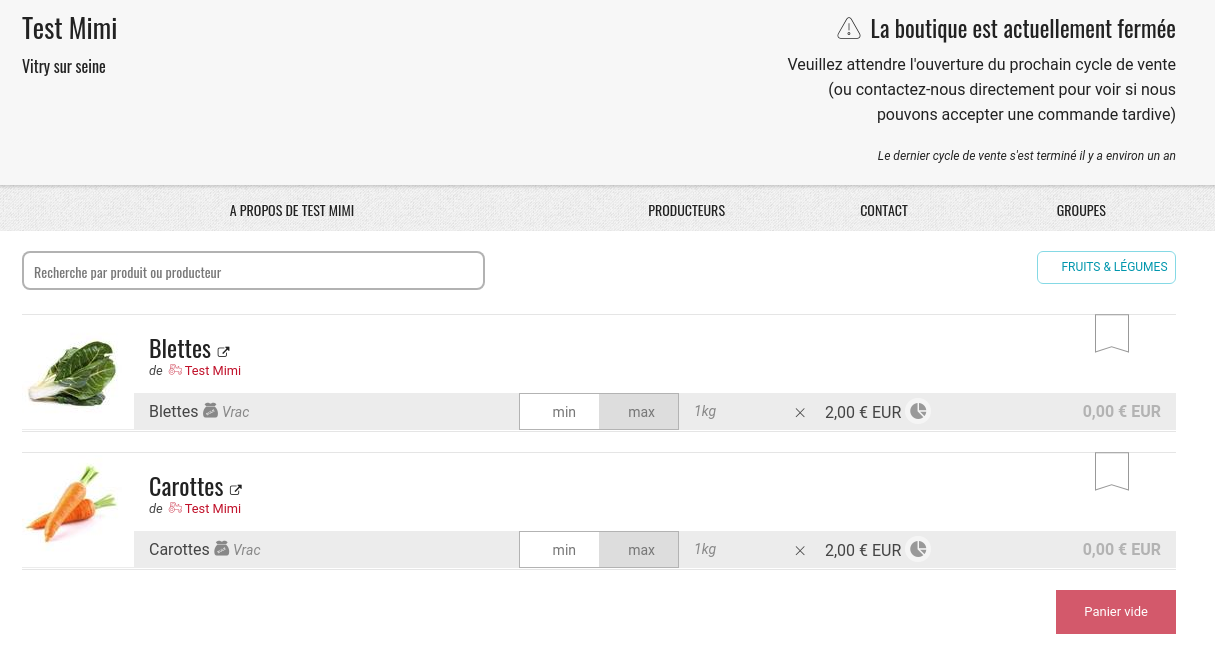 Test Mimi
Vitry sur seine
La boutique est actuellement fermée
Veuillez attendre l'ouverture du prochain cycle de vente
(ou contactez-nous directement pour voir si nous
pouvons accepter une commande tardive)
Le dernier cycle de vente s'est terminé il y a environ un an
A PROPOS DE TEST MIMI PRODUCTEURS CONTACT GROUPES
Recherche par produit ou producteur
FRUITS & LÉGUMES
Blettes
de Test Mimi
Blettes Vrac min max 1kg × 2,00 € EUR 0,00 € EUR
Carottes
de Test Mimi
Carottes Vrac min max 1kg × 2,00 € EUR 0,00 € EUR
Panier vide